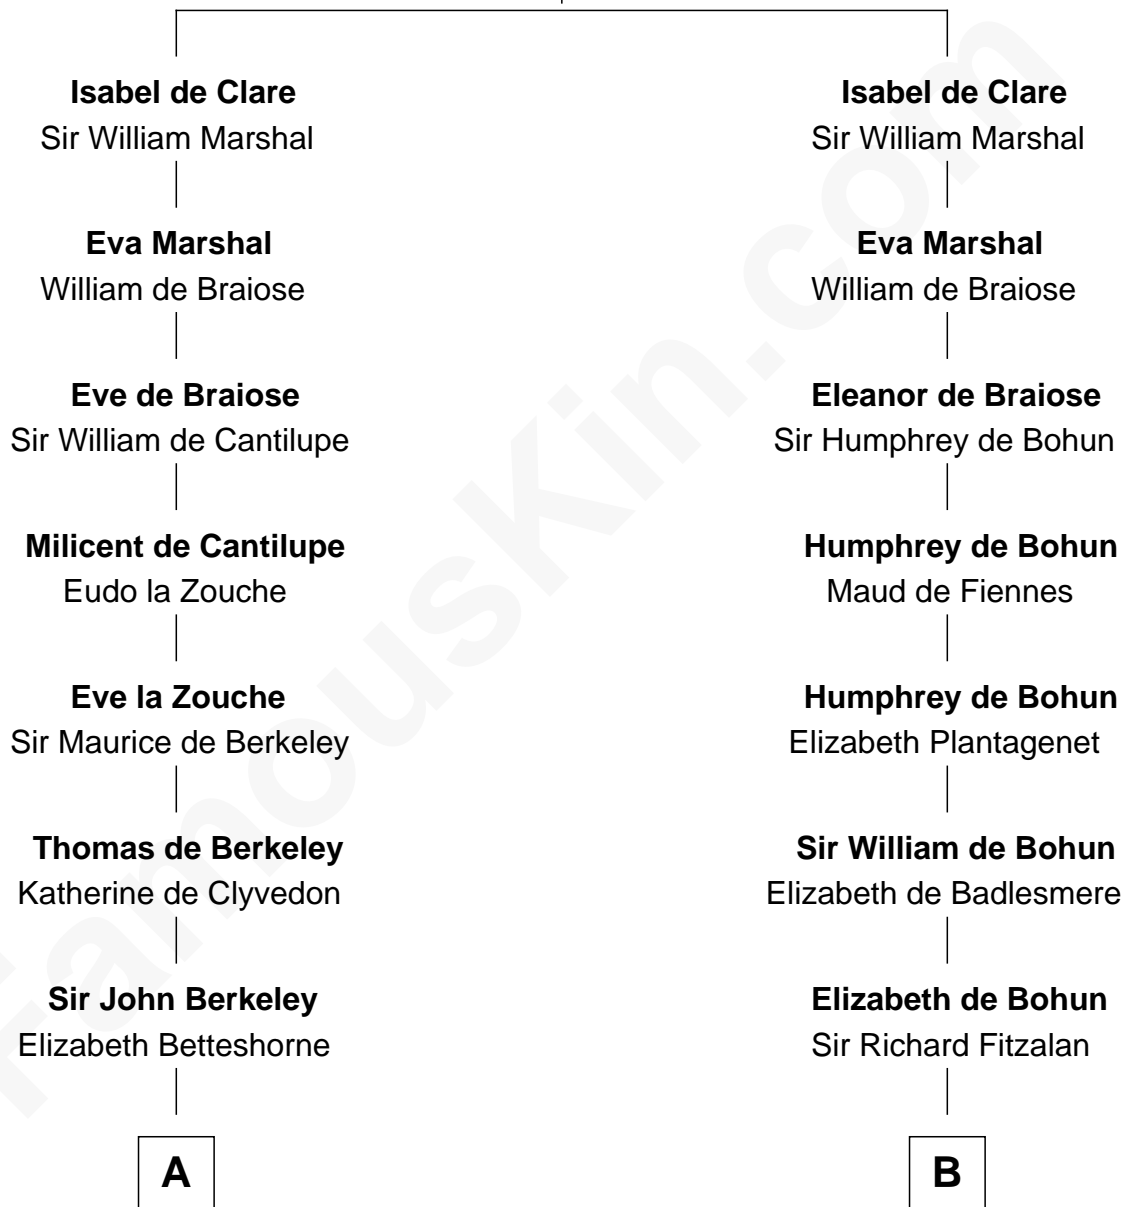 Isabel de Clare
Sir William Marshal
Eva Marshal
William de Braiose
Eve de Braiose
Sir William de Cantilupe
Milicent de Cantilupe
Eudo la Zouche
Eve la Zouche
Sir Maurice de Berkeley
Thomas de Berkeley
Katherine de Clyvedon
Sir John Berkeley
Elizabeth Betteshorne
A
Isabel de Clare
Sir William Marshal
Eva Marshal
William de Braiose
Eleanor de Braiose
Sir Humphrey de Bohun
Humphrey de Bohun
Maud de Fiennes
Humphrey de Bohun
Elizabeth Plantagenet
Sir William de Bohun
Elizabeth de Badlesmere
Elizabeth de Bohun
Sir Richard Fitzalan
B
FamousKin.com